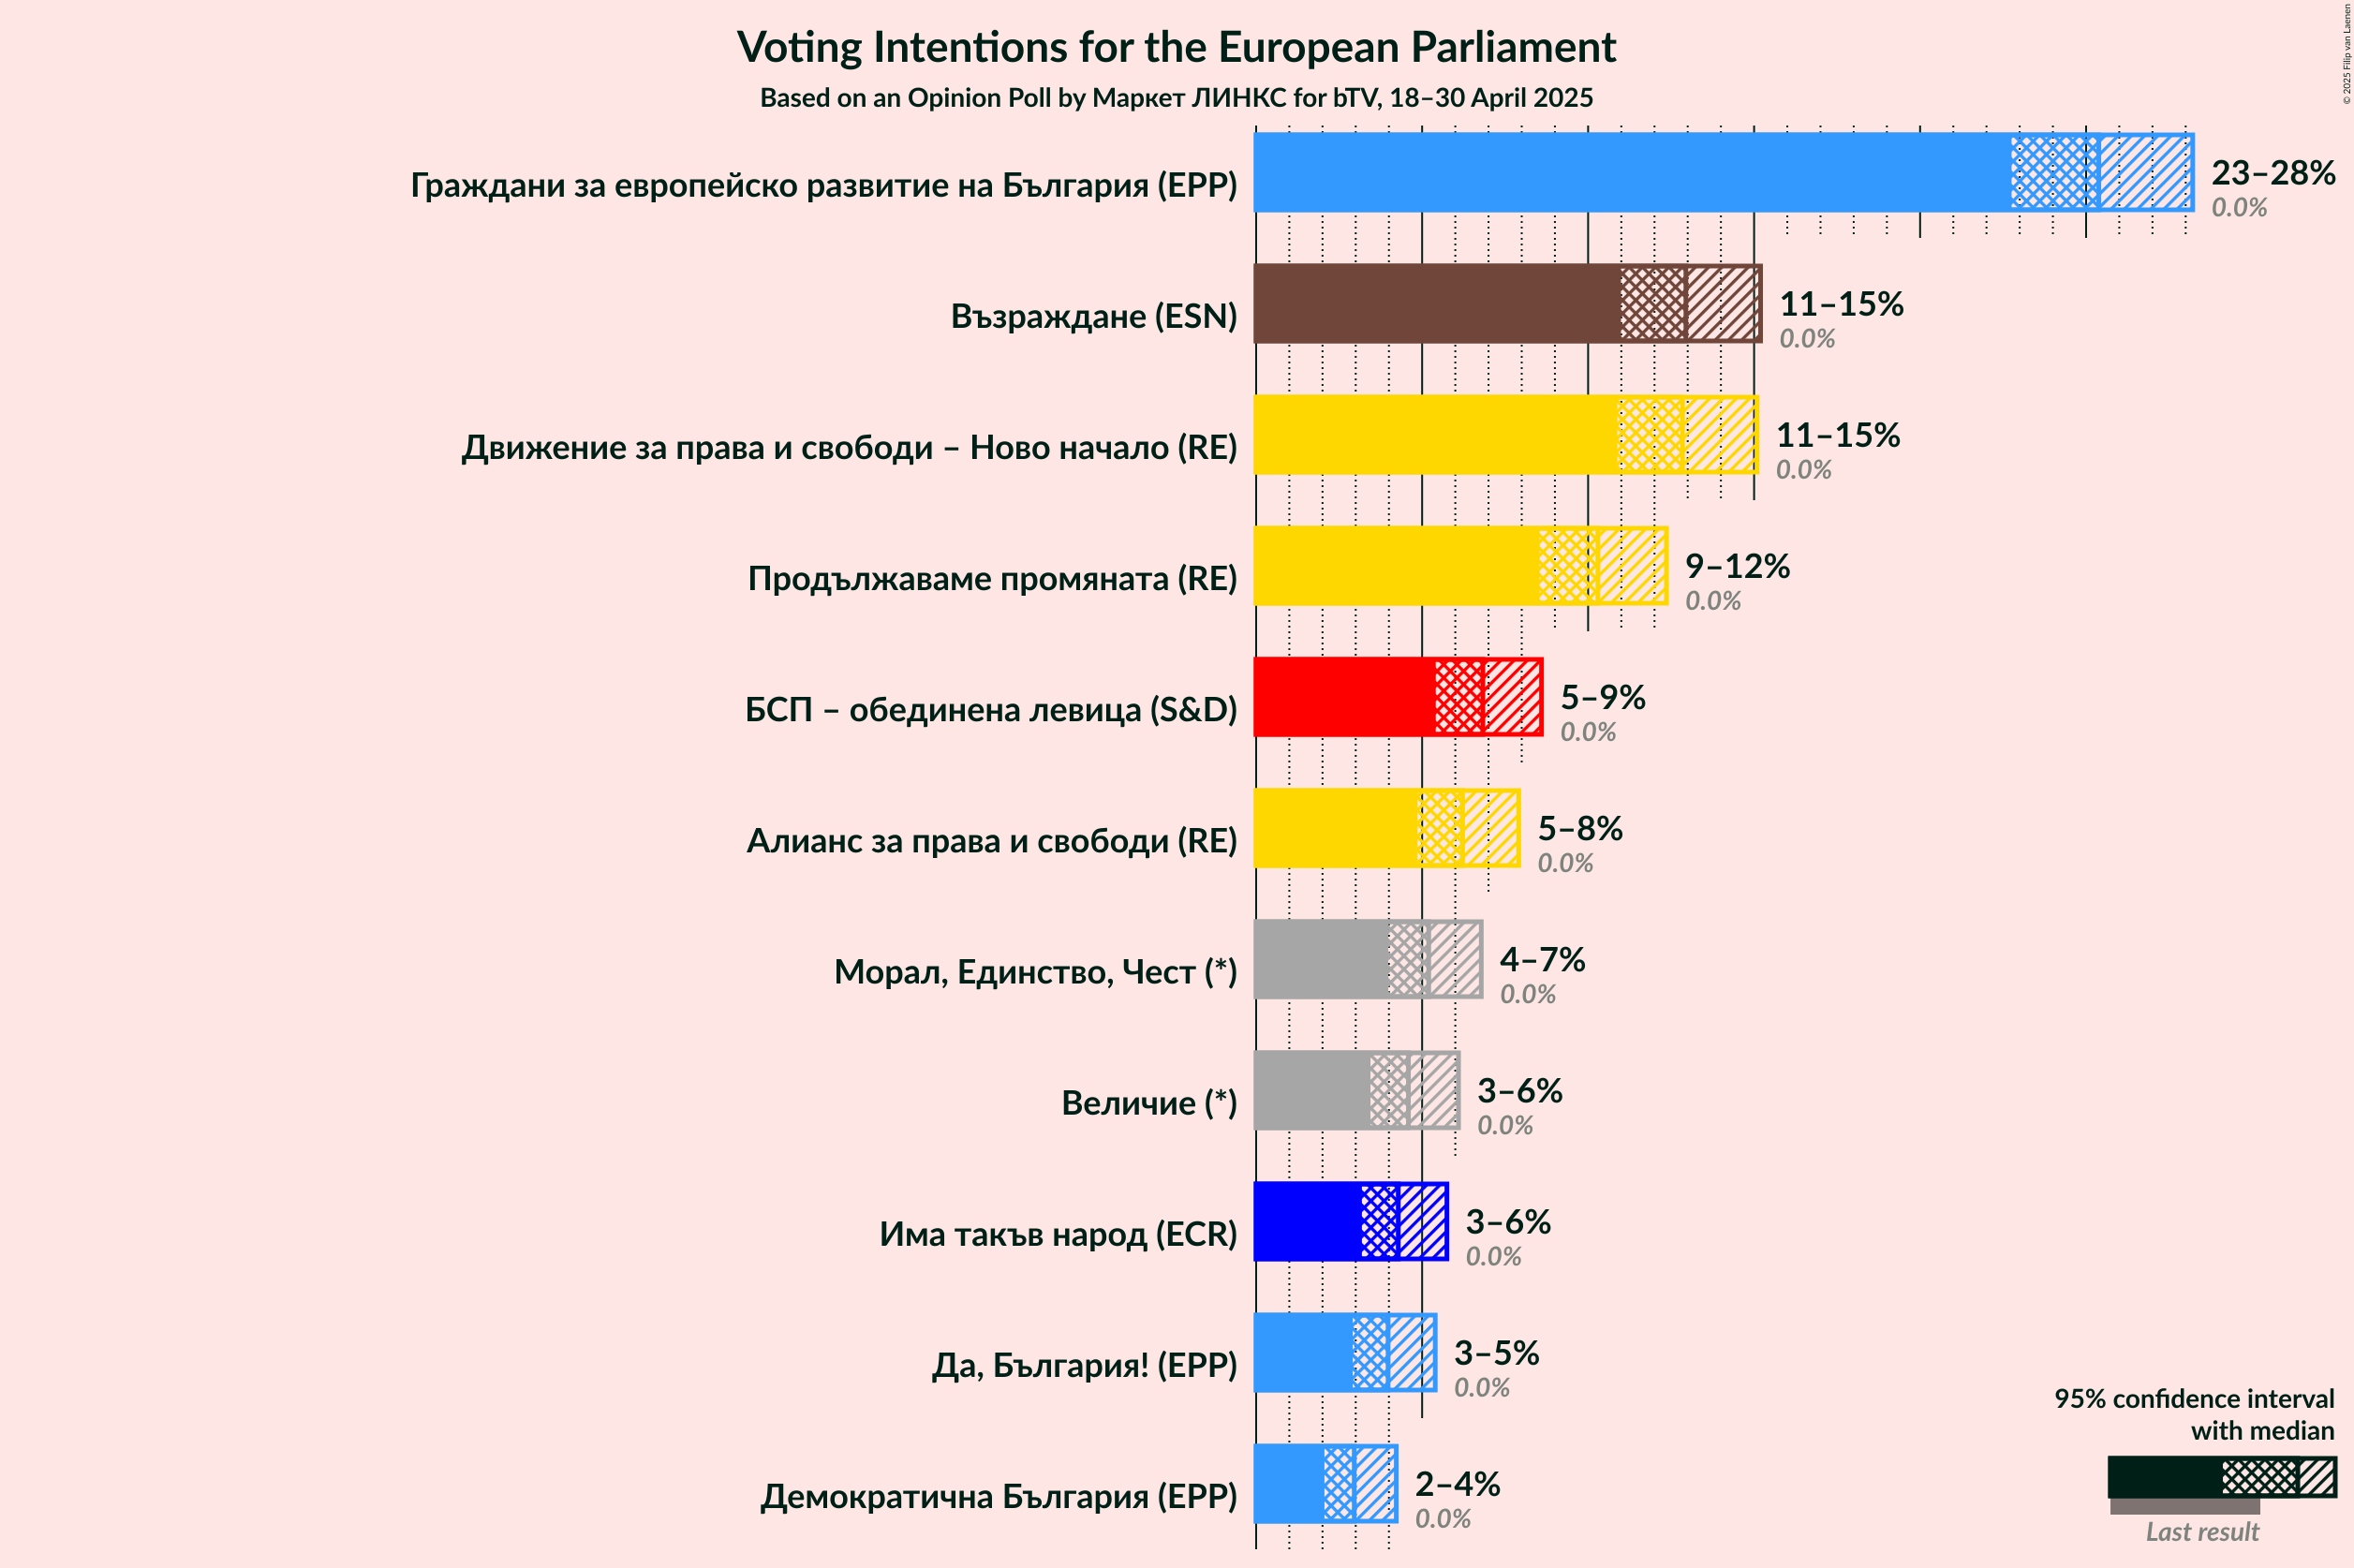 Voting Intentions for the European Parliament
Based on an Opinion Poll by Маркет ЛИНКС for bTV, 18–30 April 2025
© 2025 Filip van Laenen
Граждани за европейско развитие на България (EPP)
23–28%
0.0%
Възраждане (ESN)
11–15%
0.0%
Движение за права и свободи – Ново начало (RE)
11–15%
0.0%
Продължаваме промяната (RE)
9–12%
0.0%
БСП – обединена левица (S&D)
5–9%
0.0%
Алианс за права и свободи (RE)
5–8%
0.0%
Морал, Единство, Чест (*)
4–7%
0.0%
Величие (*)
3–6%
0.0%
Има такъв народ (ECR)
3–6%
0.0%
Да, България! (EPP)
3–5%
0.0%
Демократична България (EPP)
2–4%
0.0%
95% confidence interval
with median
Last result